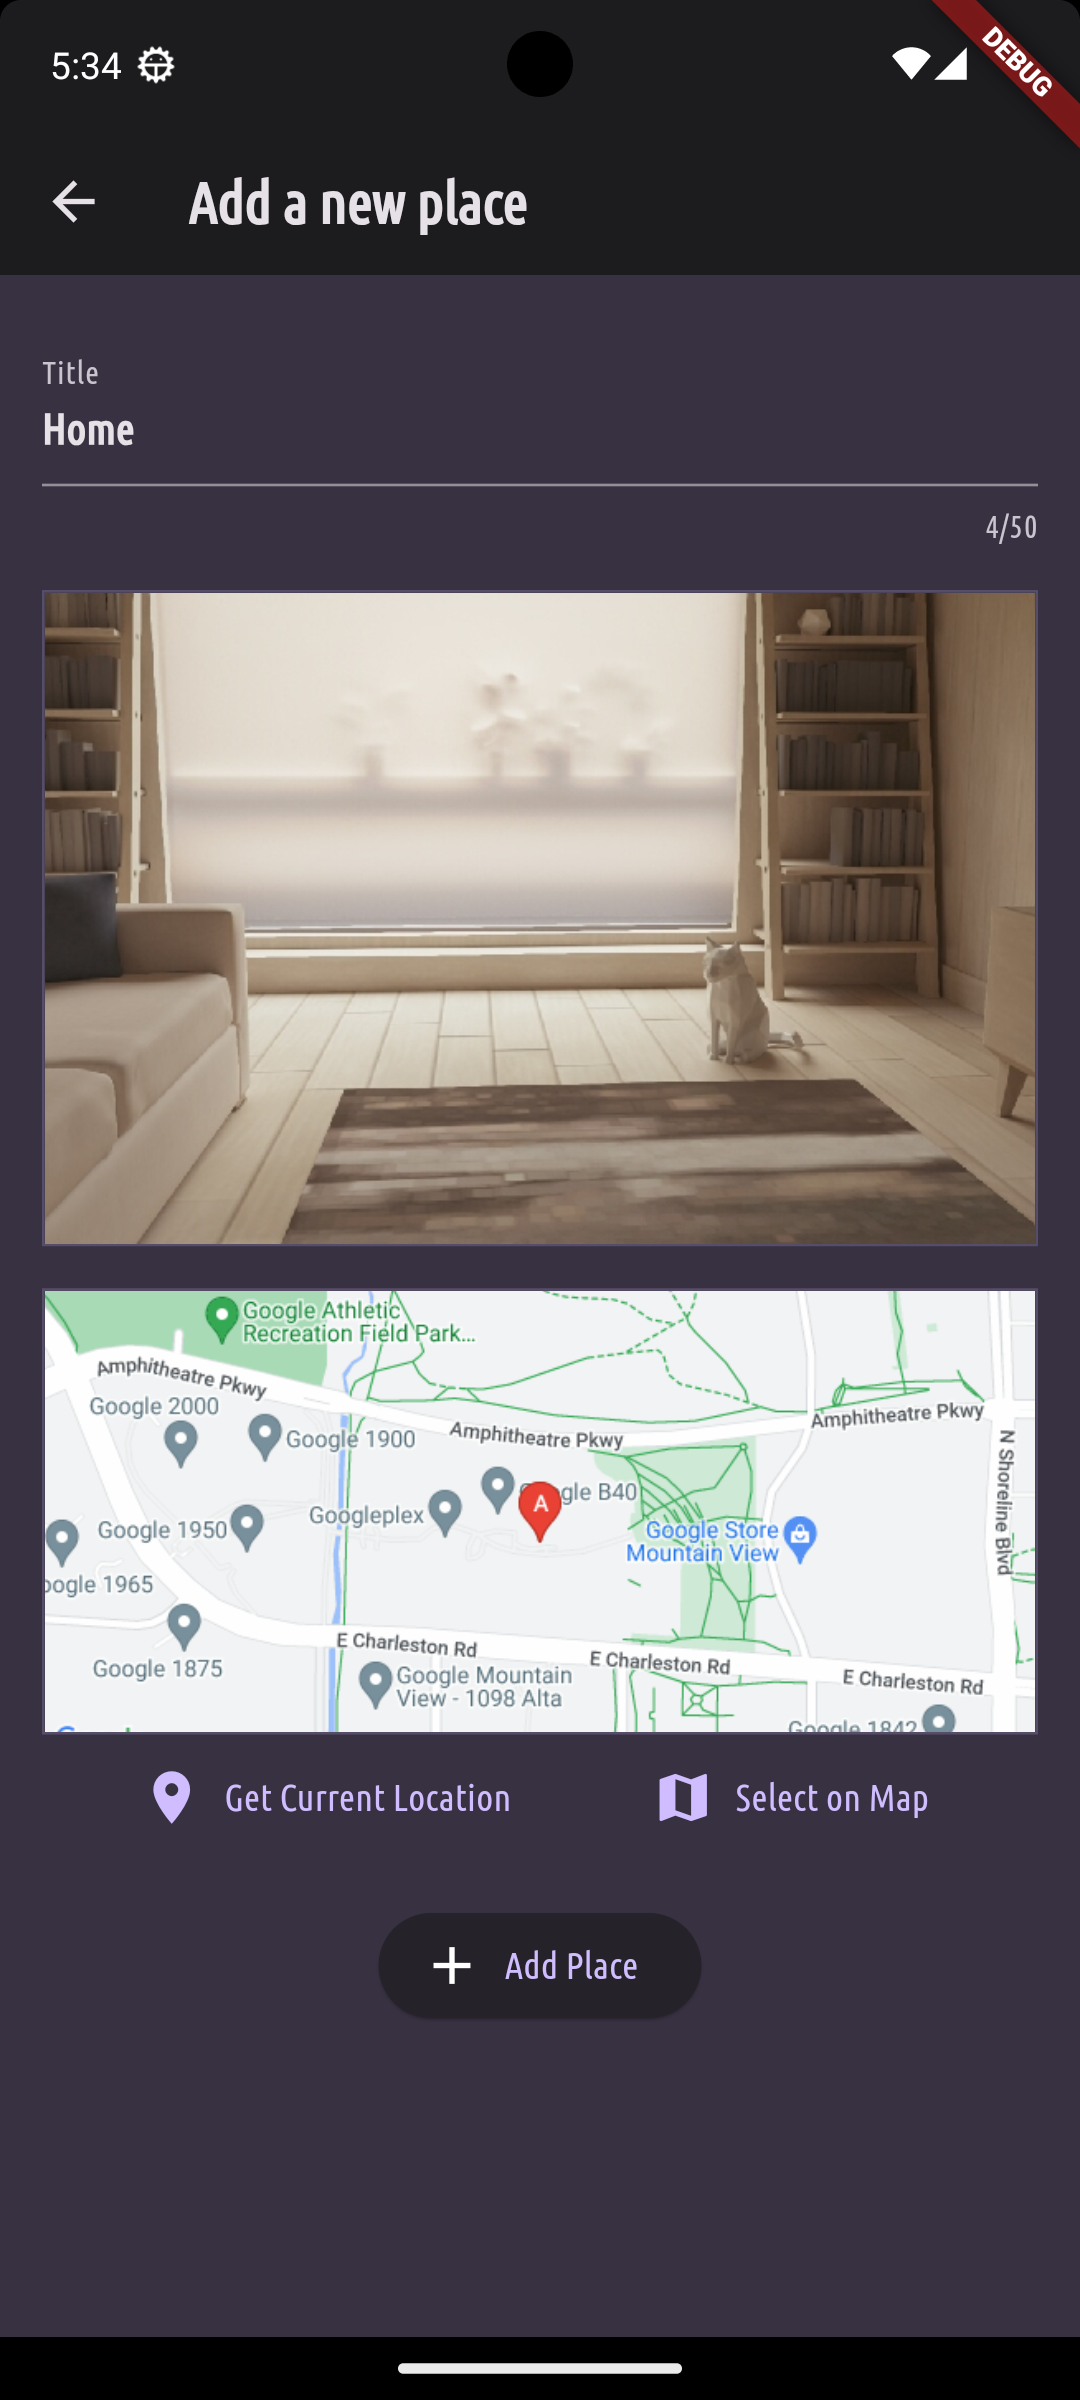 5:34
DEBUG
Add a new place
Title
Home
4/50
Google Athletic
Recreation Field Park...
Amphitheatre Pkwy
Google 2000
Google 1900
Amphitheatre Pkwy
Amphitheatre Pkwy
N Shoreline Blvd
Googleplex
gle B40
A
Google 1950
Google Store
Mountain View
oogle 1965
Google 1875
E Charleston Rd
E Charleston Rd
E Charleston Rd
Google Mountain
View - 1098 Alta
Google 1842
Get Current Location
Select on Map
Add Place